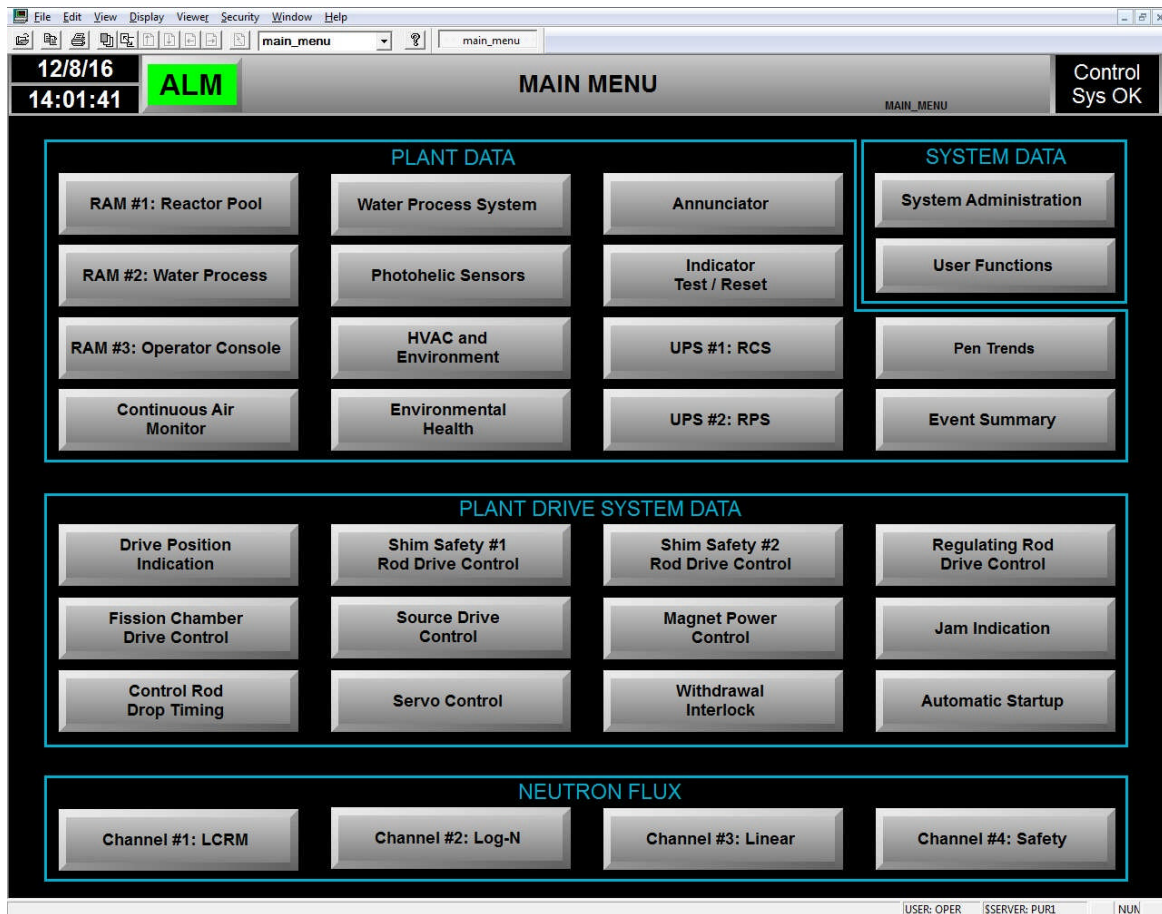 File Edit View Display Viewer Security Window Help
main_menu
main_menu
12/8/16
14:01:41
ALM
MAIN MENU
MAIN_MENU
Control
Sys OK
PLANT DATA
RAM #1: Reactor Pool
Water Process System
Annunciator
RAM #2: Water Process
Photohelic Sensors
Indicator
Test / Reset
RAM #3: Operator Console
HVAC and
Environment
UPS #1: RCS
Pen Trends
Continuous Air
Monitor
Environmental
Health
UPS #2: RPS
Event Summary
SYSTEM DATA
System Administration
User Functions
PLANT DRIVE SYSTEM DATA
Drive Position
Indication
Shim Safety #1
Rod Drive Control
Shim Safety #2
Rod Drive Control
Regulating Rod
Drive Control
Fission Chamber
Drive Control
Source Drive
Control
Magnet Power
Control
Jam Indication
Control Rod
Drop Timing
Servo Control
Withdrawal
Interlock
Automatic Startup
NEUTRON FLUX
Channel #1: LCRM
Channel #2: Log-N
Channel #3: Linear
Channel #4: Safety
USER: OPER
$SERVER: PUR1
NUM